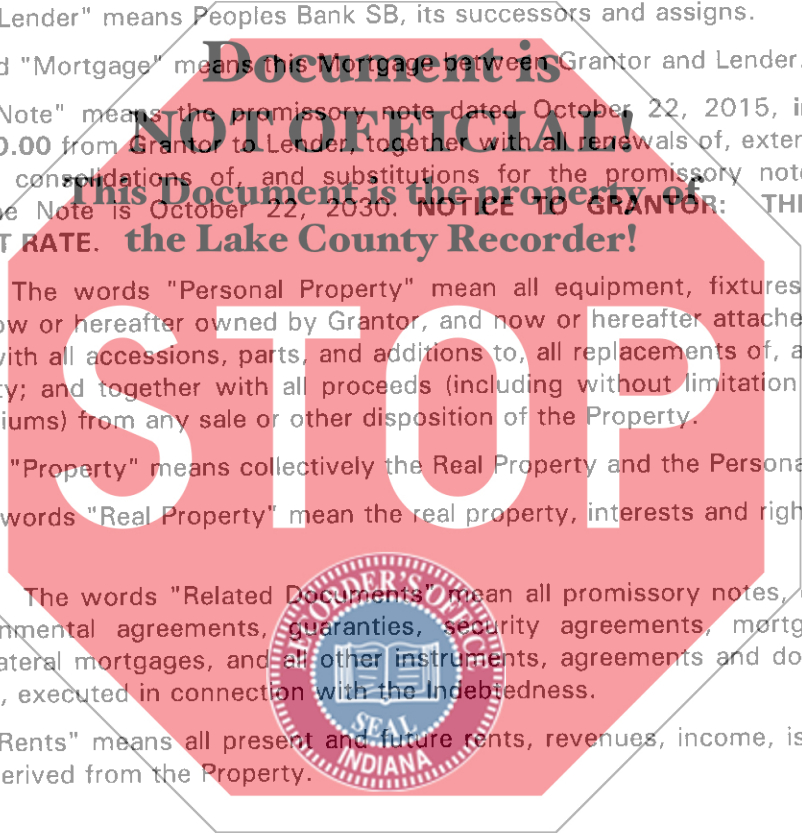 Lender" means Peoples Bank SB, its successors and assigns.
d "Mortgage" means this Mortgage between Grantor and Lender.
Document is
Note" means the promissory note dated October 22, 2015, i
NOT OFFICIAL!
0.00 from Grantor to Lender, together with all renewals of, exter
consolidations of, and substitutions for the promissory note
This Document is the property of
e Note is October 22, 2030. NOTICE TO GRANTOR: THE
the Lake County Recorder!
T RATE.
The words "Personal Property" mean all equipment, fixtures
ow or hereafter owned by Grantor, and now or hereafter attache
with all accessions, parts, and additions to, all replacements of, a
ty; and together with all proceeds (including without limitation
iums) from any sale or other disposition of the Property.
STOP
"Property" means collectively the Real Property and the Persona
words "Real Property" mean the real property, interests and righ
The words "Related Documents" mean all promissory notes,
nmental agreements, guaranties, security agreements, mortg
ateral mortgages, and all other instruments, agreements and do
, executed in connection with the Indebtedness.
Rents" means all present and future rents, revenues, income, is
erived from the Property.
RECORDER'S OFFICE
SEAL
INDIANA